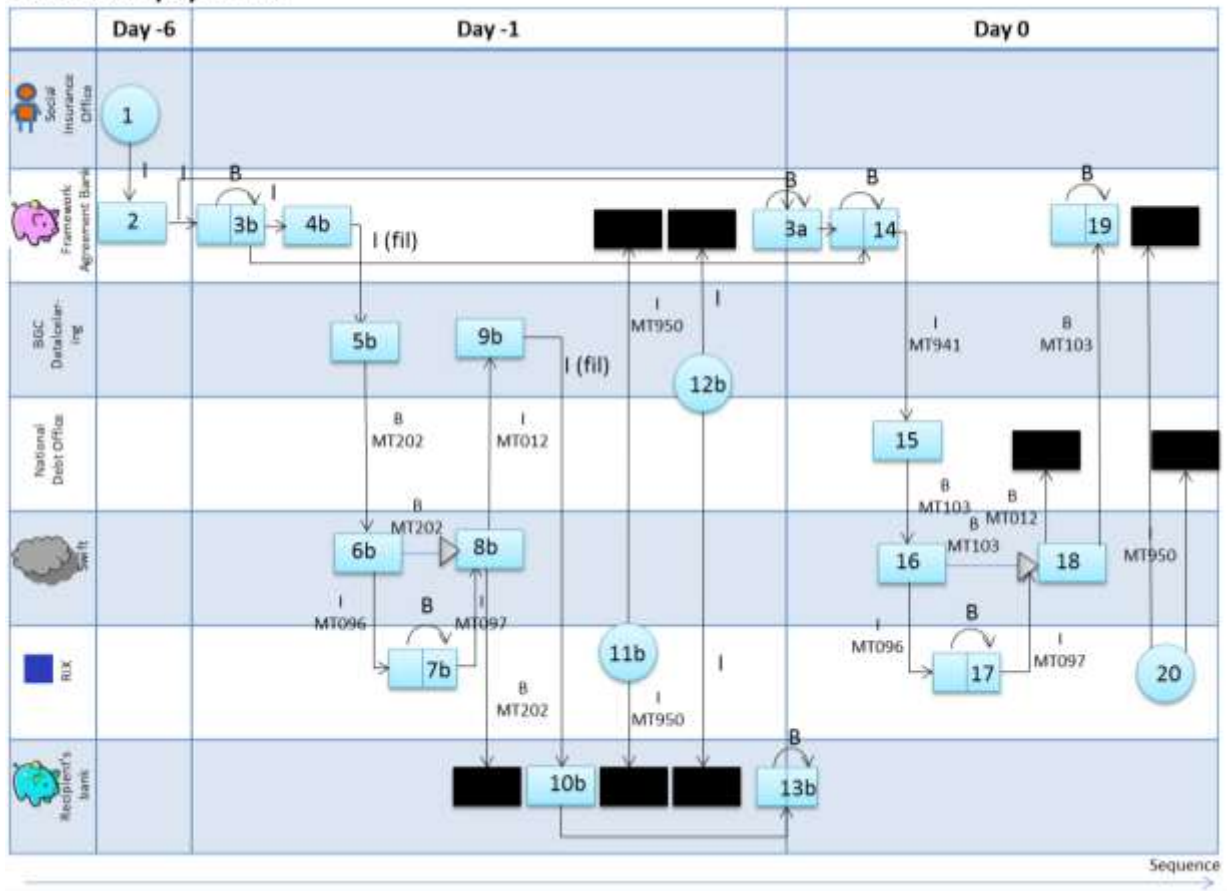 Day -6
Day -1
Day 0
Social
Insurance
Office
1
I
I
B
I
B
B
B
Framework
Agreement Bank
2
3b
4b
3a
14
19
I (fil)
BGC
Datalcelar-
ing
5b
9b
I (fil)
I
MT950
I
12b
I
MT941
B
MT103
National
Debt Office
B
MT202
I
MT012
15
Swift
B
MT202
6b
8b
B
MT103
B
MT103
B
MT012
16
18
I
MT950
RIX
I
MT096
B
I
MT097
7b
11b
I
I
MT096
B
I
MT097
17
20
B
MT202
I
MT950
Recipient's
bank
10b
B
13b
Sequence